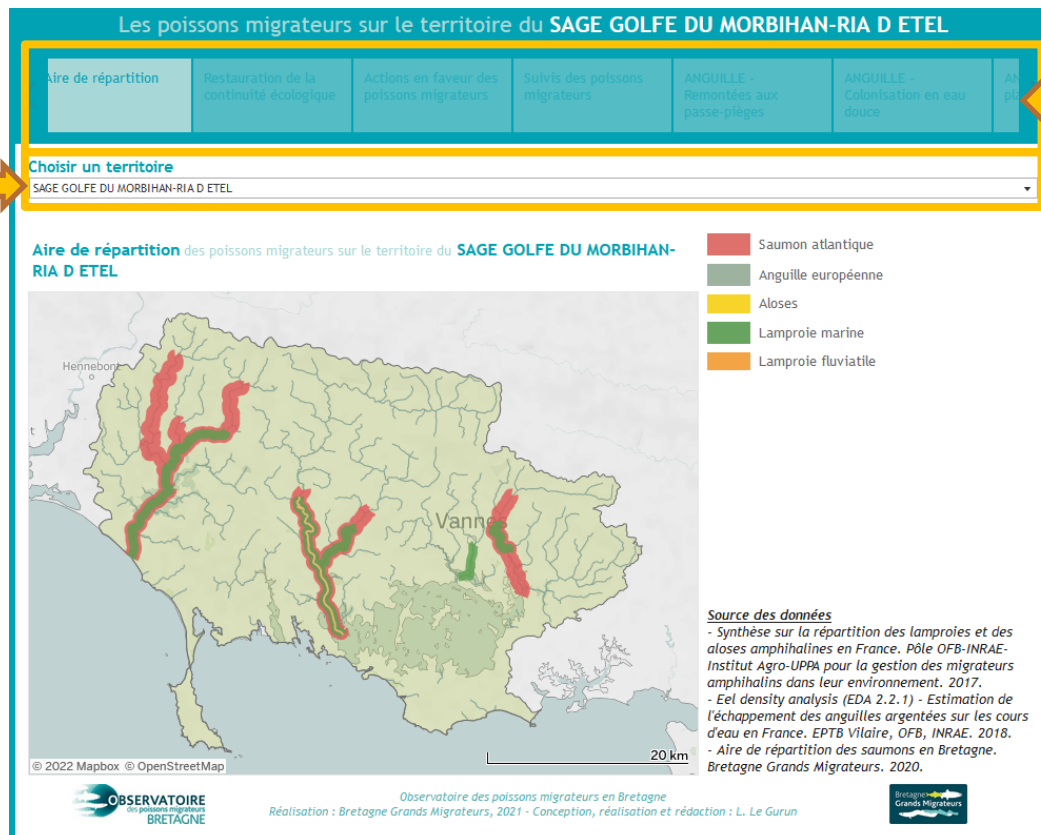 Les poissons migrateurs sur le territoire du SAGE GOLFE DU MORBIHAN-RIA D ETEL
Aire de répartition
Restauration de la
continuité écologique
Actions en faveur des
poissons migrateurs
Suivis des poissons
migrateurs
ANGUILLE -
Remontées aux
passe-pièges
ANGUILLE -
Colonisation en eau
douce
Choisir un territoire
SAGE GOLFE DU MORBIHAN-RIA D ETEL
Aire de répartition des poissons migrateurs sur le territoire du SAGE GOLFE DU MORBIHAN-
RIA D ETEL
Saumon atlantique
Anguille européenne
Aloses
Lamproie marine
Lamproie fluviatile
Hennebont
Vannes
20 km
© 2022 Mapbox © OpenStreetMap
Source des données
- Synthèse sur la répartition des lamproies et des
aloses amphihalines en France. Pôle OFB-INRAE-
Institut Agro-UPPA pour la gestion des migrateurs
amphihalins dans leur environnement. 2017.
- Eel density analysis (EDA 2.2.1) - Estimation de
l'échappement des anguilles argentées sur les cours
d'eau en France. EPTB Vilaire, OFB, INRAE. 2018.
- Aire de répartition des saumons en Bretagne.
Bretagne Grands Migrateurs. 2020.
OBSERVATOIRE
des poissons migrateurs
BRETAGNE
Observatoire des poissons migrateurs en Bretagne
Réalisation : Bretagne Grands Migrateurs, 2021 - Conception, réalisation et rédaction : L. Le Gurun
Bretagne
Grands Migrateurs